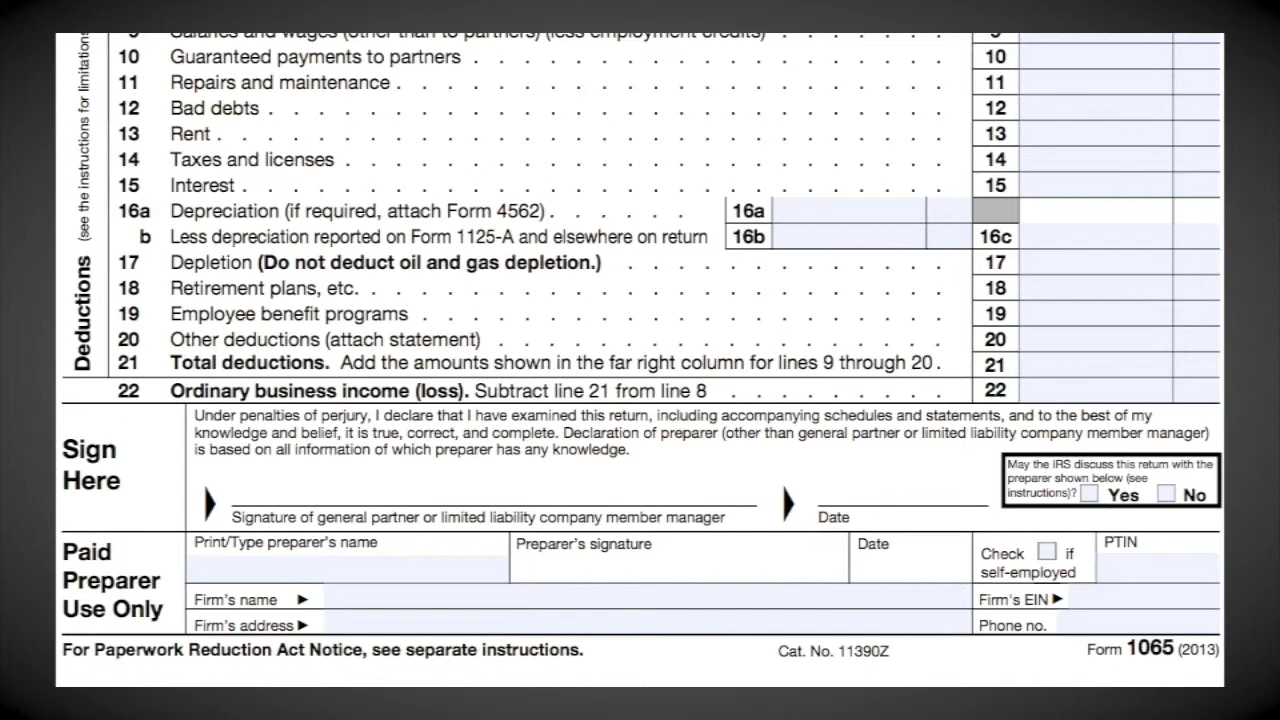 9 Salaries and wages (other than to partners) (less employment credits) . . . . . . . 9
10 Guaranteed payments to partners . . . . . . . . . . . . . . . . . . . 10
11 Repairs and maintenance . . . . . . . . . . . . . . . . . . . . . . 11
12 Bad debts . . . . . . . . . . . . . . . . . . . . . . . . . . . 12
13 Rent . . . . . . . . . . . . . . . . . . . . . . . . . . . . . 13
14 Taxes and licenses . . . . . . . . . . . . . . . . . . . . . . . . 14
15 Interest . . . . . . . . . . . . . . . . . . . . . . . . . . . . 15
16a Depreciation (if required, attach Form 4562) . . . . . . 16a
b Less depreciation reported on Form 1125-A and elsewhere on return 16b 16c
17 Depletion (Do not deduct oil and gas depletion.) . . . . . . . . . . . . . 17
18 Retirement plans, etc. . . . . . . . . . . . . . . . . . . . . . . . 18
19 Employee benefit programs . . . . . . . . . . . . . . . . . . . . . 19
20 Other deductions (attach statement) . . . . . . . . . . . . . . . . . . 20
21 Total deductions. Add the amounts shown in the far right column for lines 9 through 20 . 21
22 Ordinary business income (loss). Subtract line 21 from line 8 . . . . . . . . . 22
Deductions (see the instructions for limitations
Sign
Here
Under penalties of perjury, I declare that I have examined this return, including accompanying schedules and statements, and to the best of my
knowledge and belief, it is true, correct, and complete. Declaration of preparer (other than general partner or limited liability company member manager)
is based on all information of which preparer has any knowledge.
May the IRS discuss this return with the
preparer shown below (see
instructions)? Yes No
Signature of general partner or limited liability company member manager
Date
Paid
Preparer
Use Only
Print/Type preparer's name
Preparer's signature
Date
Check if
self-employed
PTIN
Firm's name
Firm's EIN
Firm's address
Phone no.
For Paperwork Reduction Act Notice, see separate instructions. Cat. No. 11390Z Form 1065 (2013)